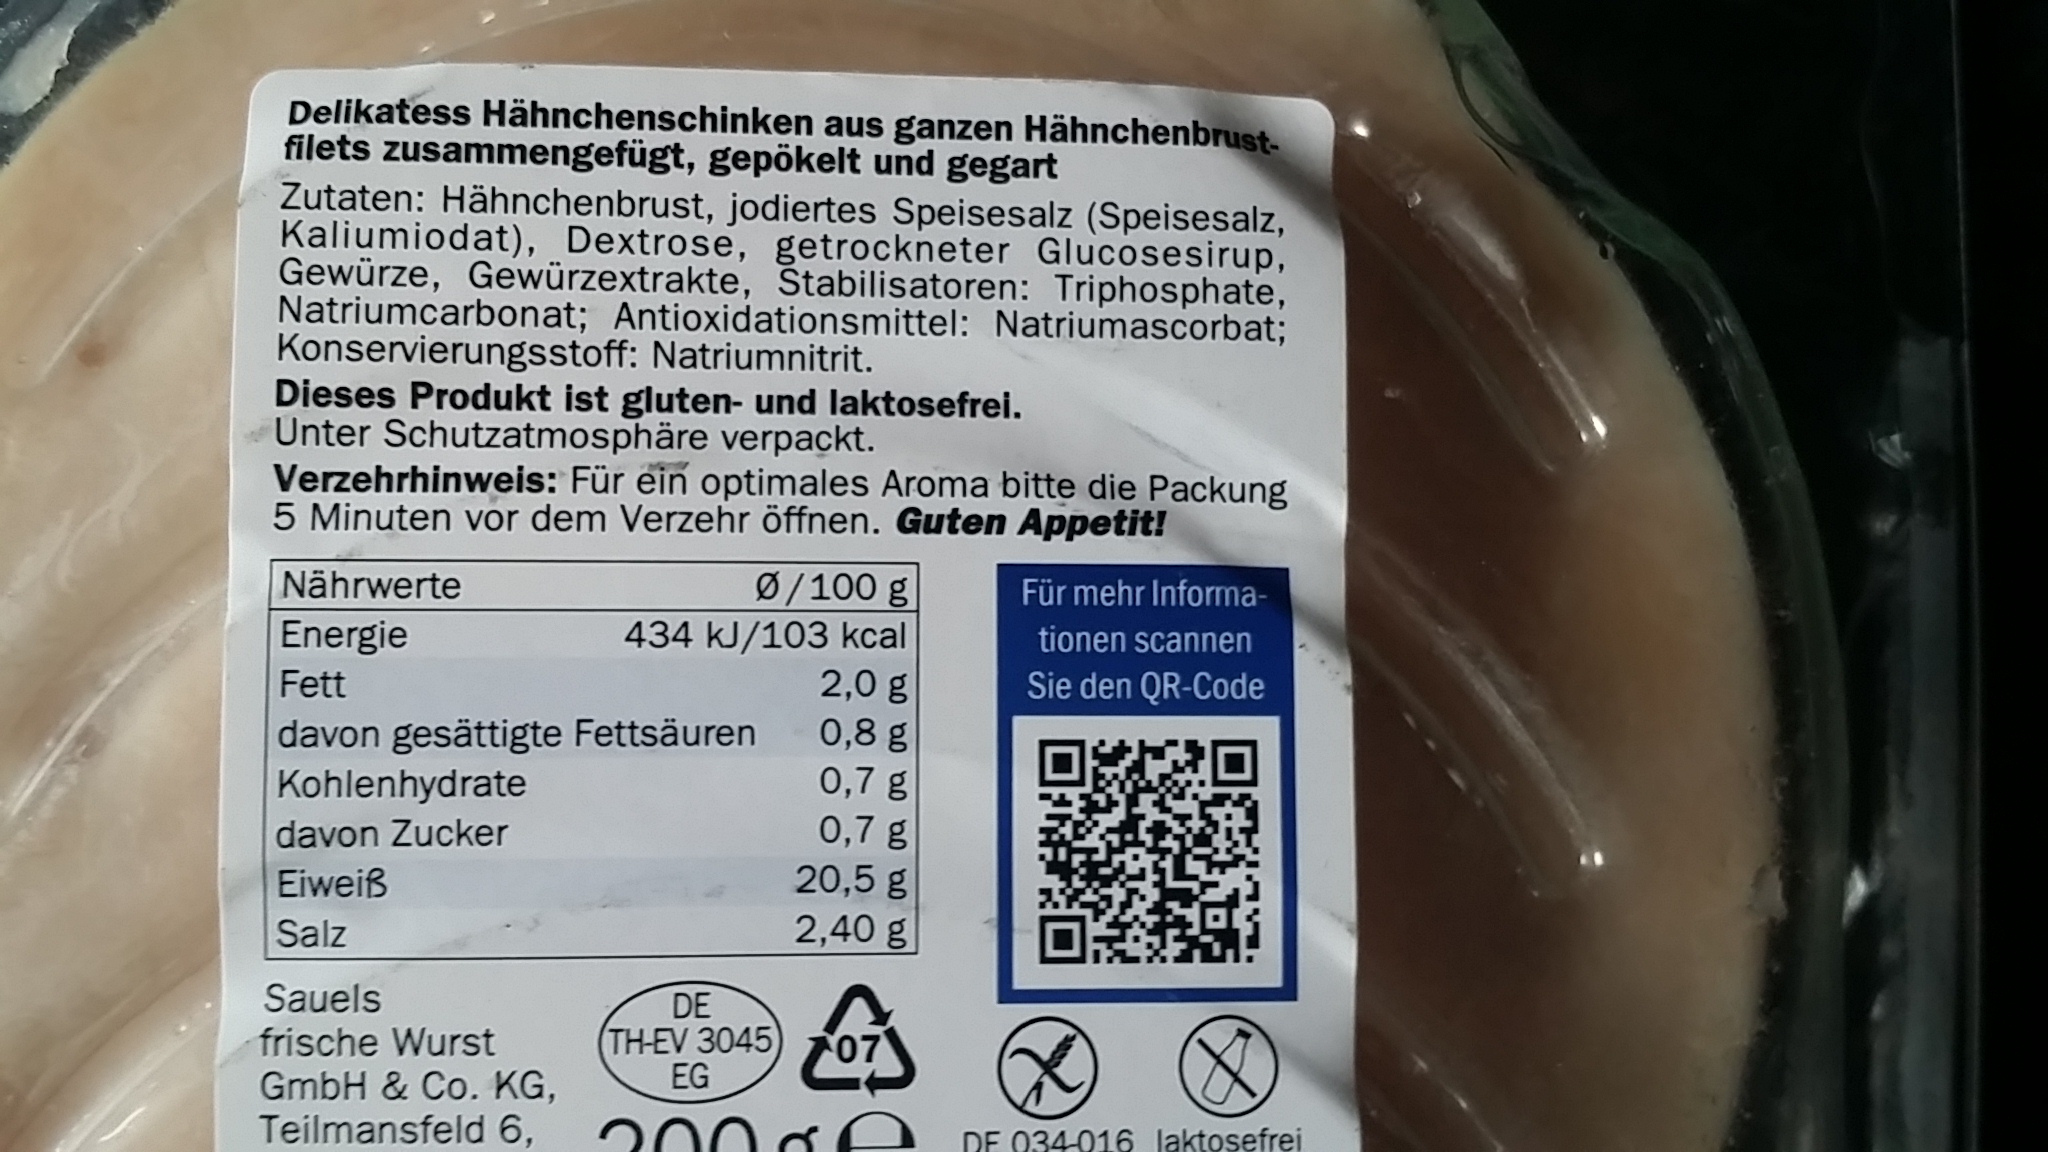 Delikatess Hähnchenschinken aus ganzen Hähnchenbrust-
filets zusammengefügt, gepökelt und gegart
Zutaten: Hähnchenbrust, jodiertes Speisesalz (Speisesalz,
Kaliumiodat), Dextrose, getrockneter Glucosesirup,
Gewürze, Gewürzextrakte, Stabilisatoren: Triphosphate,
Natriumcarbonat; Antioxidationsmittel: Natriumascorbat;
Konservierungsstoff: Natriumnitrit.
Dieses Produkt ist gluten- und laktosefrei.
Unter Schutzatmosphäre verpackt.
Verzehrhinweis: Für ein optimales Aroma bitte die Packung
5 Minuten vor dem Verzehr öffnen. Guten Appetit!
Nährwerte Ø/100 g
Energie 434 kJ/103 kcal
Fett 2,0 g
davon gesättigte Fettsäuren 0,8 g
Kohlenhydrate 0,7 g
davon Zucker 0,7 g
Eiweiß 20,5 g
Salz 2,40 g
Für mehr Informa-
tionen scannen
Sie den QR-Code
Sauels
frische Wurst
GmbH & Co. KG,
Teilmansfeld 6,
DE
TH-EV 3045
EG
07
200 g e
DE 034-016 laktosefrei